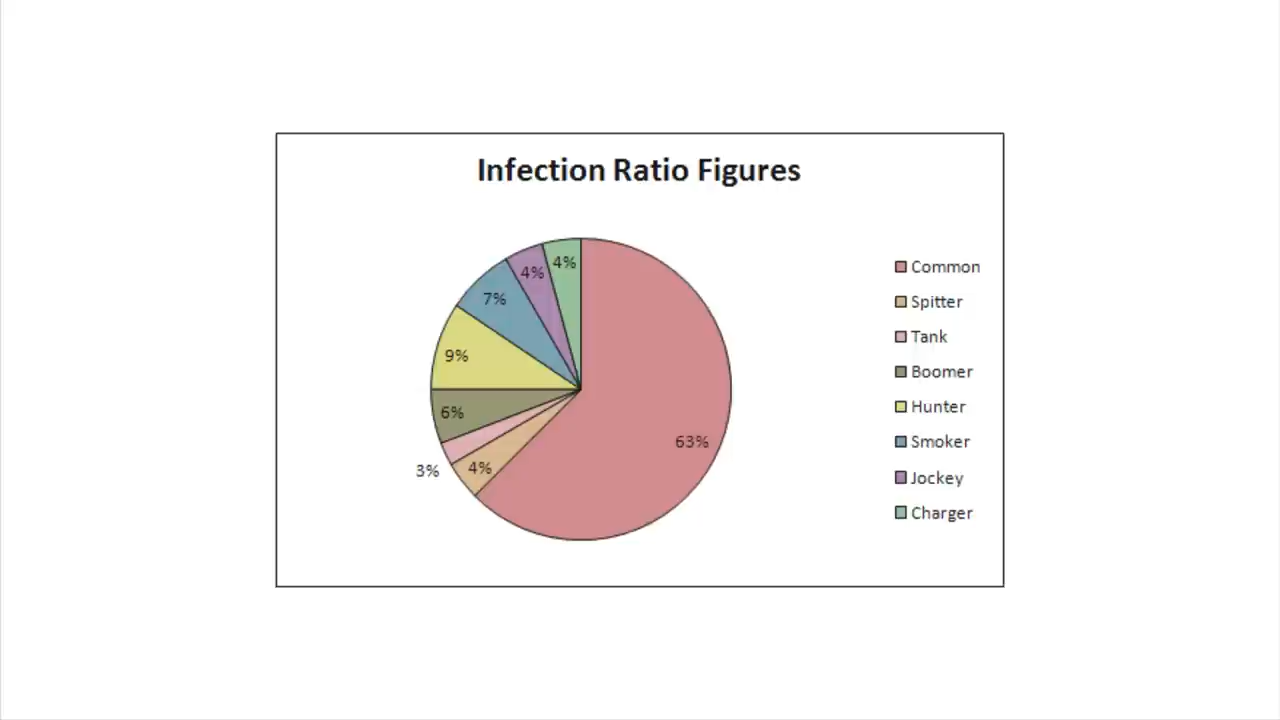 Infection Ratio Figures
4%
4%
7%
9%
6%
3%
4%
63%
Common
Spitter
Tank
Boomer
Hunter
Smoker
Jockey
Charger